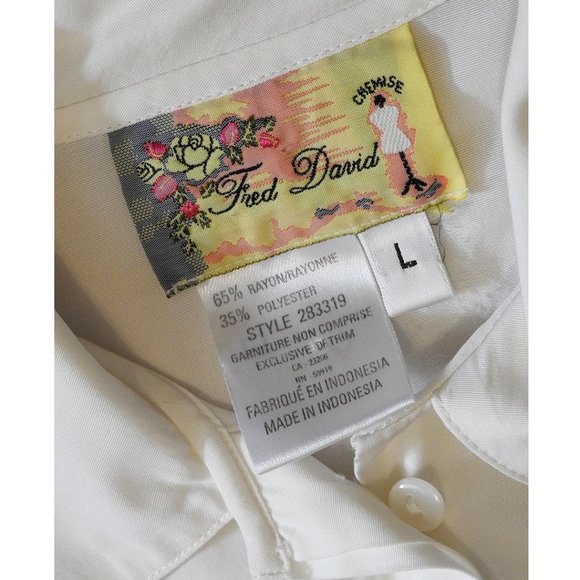 CHEMISE
Fred David
L
65% RAYON/RAYONNE
35% POLYESTER
STYLE 283319
GARNITURE NON COMPRISE
EXCLUSIVE OF TRIM
CA - 23206
RN - 59919
FABRIQUÉ EN INDONESIA
MADE IN INDONESIA